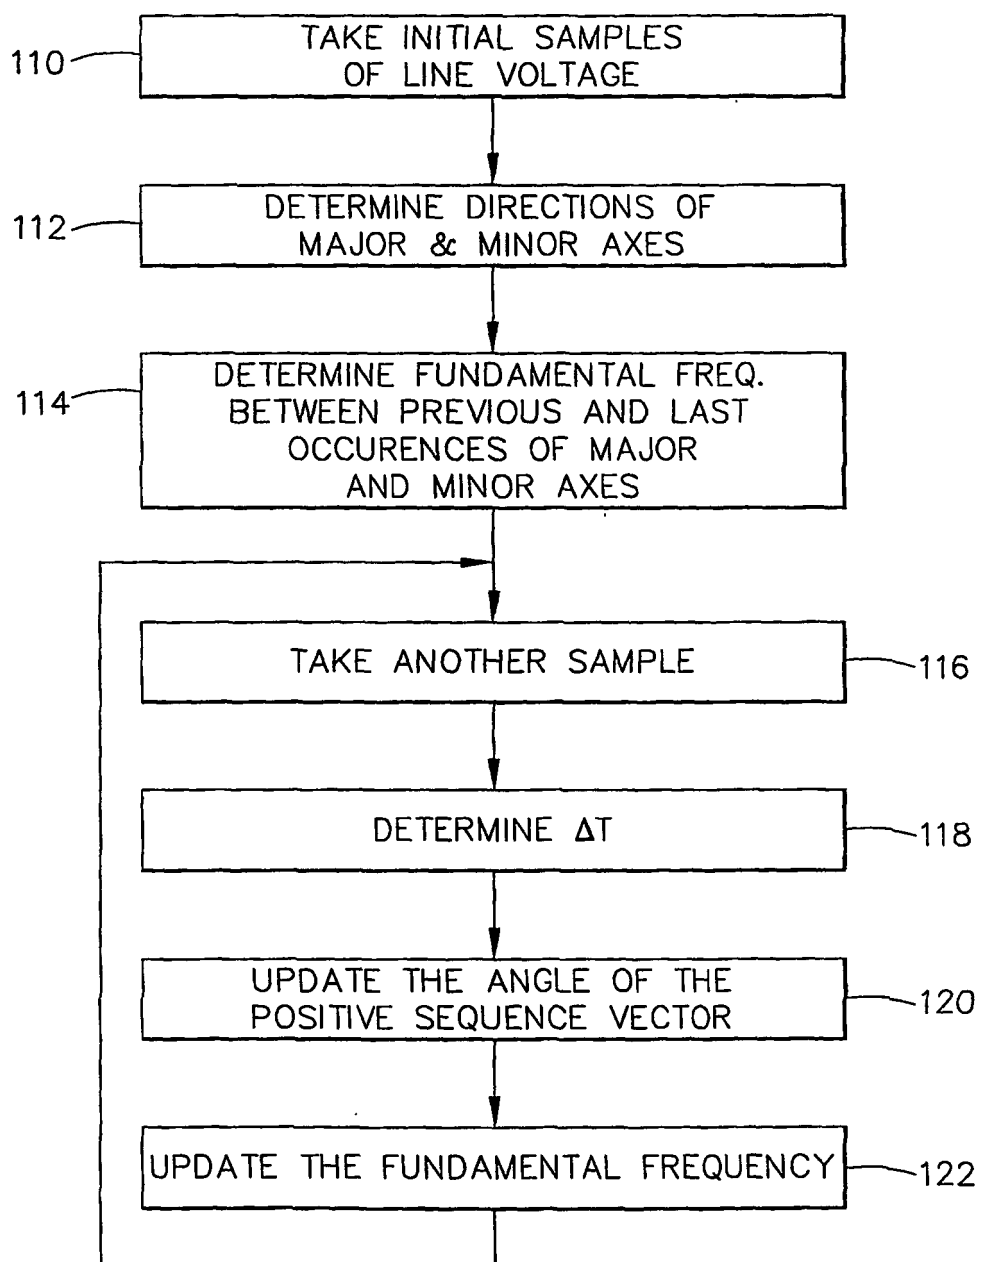 110
TAKE INITIAL SAMPLES
OF LINE VOLTAGE
112
DETERMINE DIRECTIONS OF
MAJOR & MINOR AXES
114
DETERMINE FUNDAMENTAL FREQ.
BETWEEN PREVIOUS AND LAST
OCCURENCES OF MAJOR
AND MINOR AXES
TAKE ANOTHER SAMPLE
116
DETERMINE ΔT
118
UPDATE THE ANGLE OF THE
POSITIVE SEQUENCE VECTOR
120
UPDATE THE FUNDAMENTAL FREQUENCY
122